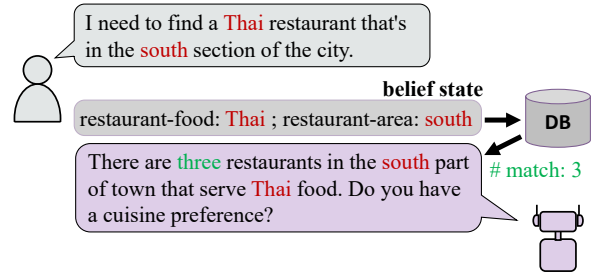 I need to find a Thai restaurant that's
in the south section of the city.
belief state
restaurant-food: Thai ; restaurant-area: south
DB
There are three restaurants in the south part
of town that serve Thai food. Do you have
a cuisine preference?
# match: 3